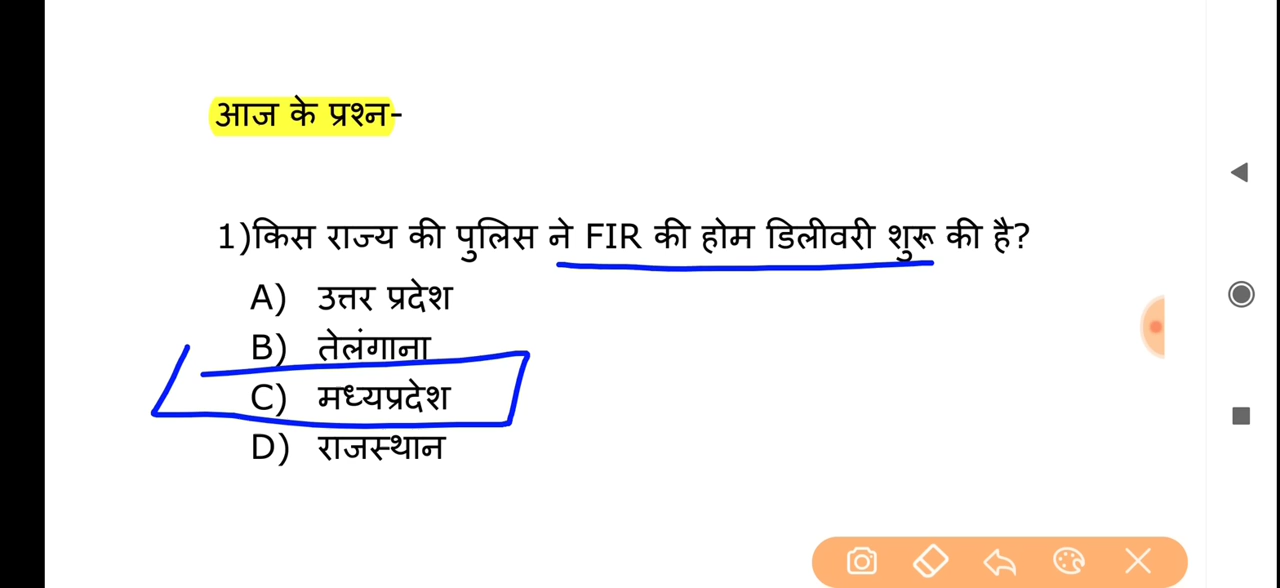 आज के प्रश्न-
1)किस राज्य की पुलिस ने FIR की होम डिलीवरी शुरू की है?
A) उत्तर प्रदेश
B) तेलंगाना
C) मध्यप्रदेश
D) राजस्थान